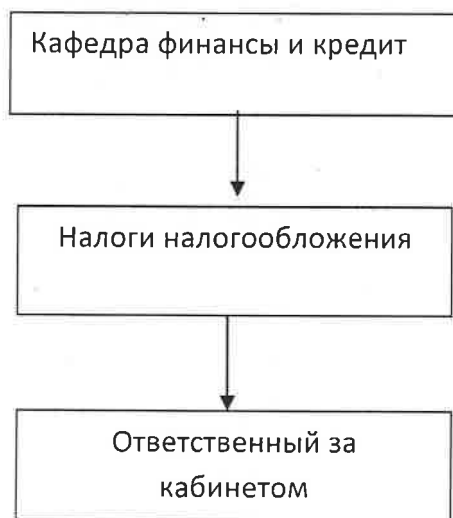 Кафедра финансы и кредит
Налоги налогообложения
Ответственный за
кабинетом